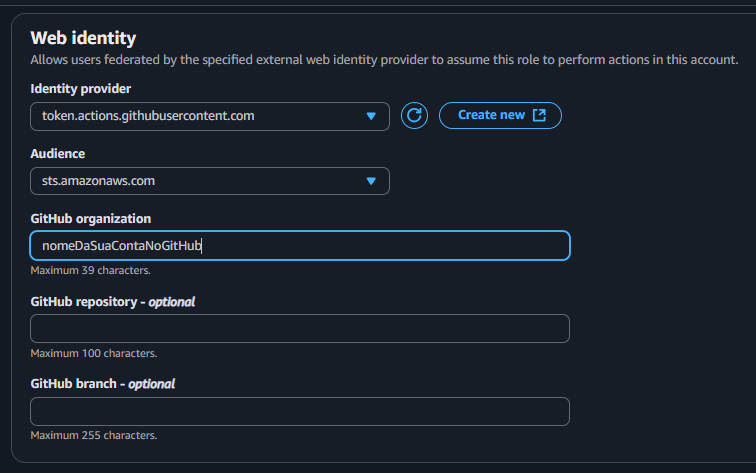 Web identity
Allows users federated by the specified external web identity provider to assume this role to perform actions in this account.
Identity provider
token.actions.githubusercontent.com
Create new
Audience
sts.amazonaws.com
GitHub organization
nomeDaSuaContaNoGitHub
Maximum 39 characters.
GitHub repository - optional
Maximum 100 characters.
GitHub branch - optional
Maximum 255 characters.